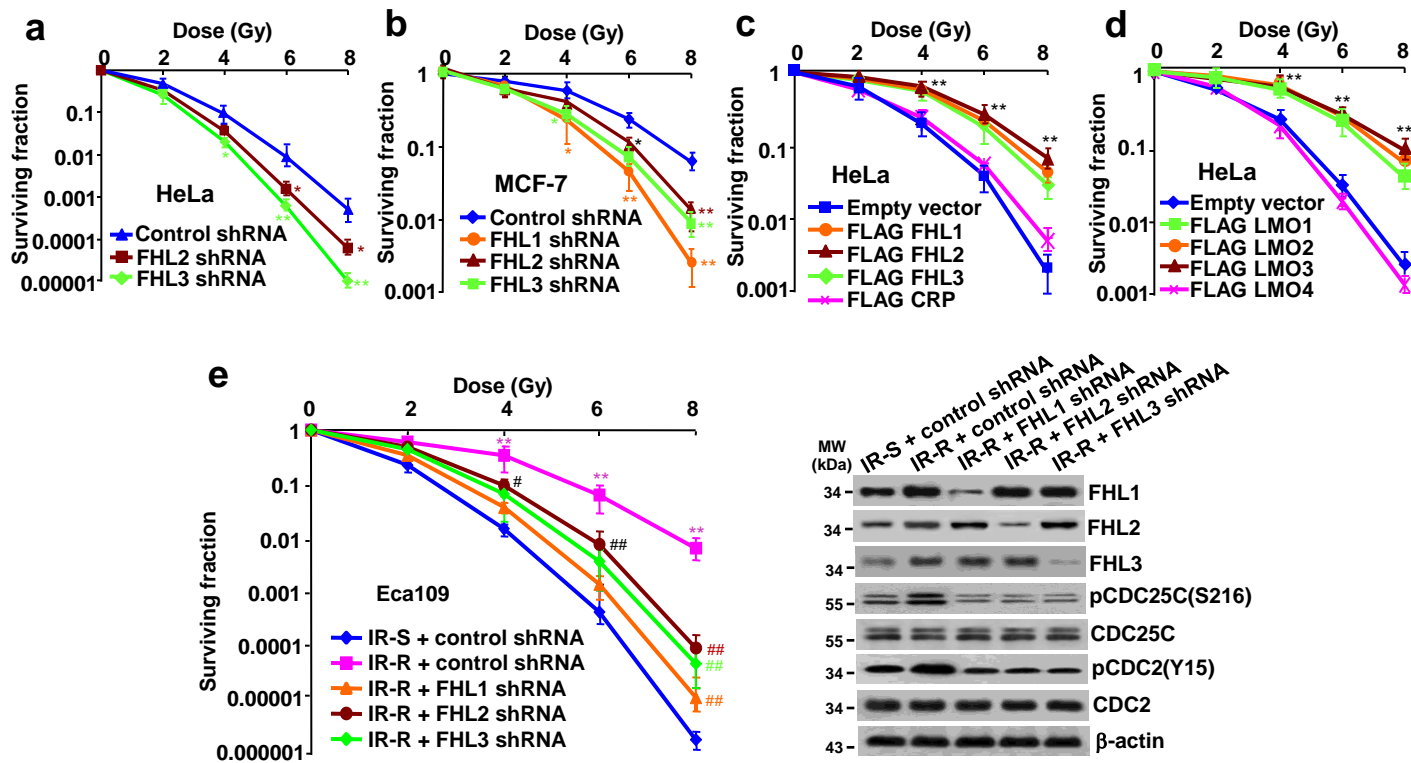 a
Dose (Gy)
0 2 4 6 8
1
0.1
0.01
0.001
0.0001
0.00001
Surviving fraction
* * ** * **
HeLa
Control shRNA
FHL2 shRNA
FHL3 shRNA
b
Dose (Gy)
0 2 4 6 8
1
0.1
0.01
0.001
Surviving fraction
* * * ** ** ** **
MCF-7
Control shRNA
FHL1 shRNA
FHL2 shRNA
FHL3 shRNA
c
Dose (Gy)
0 2 4 6 8
1
0.1
0.01
0.001
Surviving fraction
** ** **
HeLa
Empty vector
FLAG FHL1
FLAG FHL2
FLAG FHL3
FLAG CRP
d
Dose (Gy)
0 2 4 6 8
1
0.1
0.01
0.001
Surviving fraction
** ** **
HeLa
Empty vector
FLAG LMO1
FLAG LMO2
FLAG LMO3
FLAG LMO4
e
Dose (Gy)
0 2 4 6 8
1
0.1
0.01
0.001
0.0001
0.00001
0.000001
Surviving fraction
** ** **
# ## ## ## ##
Eca109
IR-S + control shRNA
IR-R + control shRNA
IR-R + FHL1 shRNA
IR-R + FHL2 shRNA
IR-R + FHL3 shRNA
IR-S + control shRNA
IR-R + control shRNA
IR-R + FHL1 shRNA
IR-R + FHL2 shRNA
IR-R + FHL3 shRNA
MW
(kDa)
34 FHL1
34 FHL2
34 FHL3
55 pCDC25C(S216)
55 CDC25C
34 pCDC2(Y15)
34 CDC2
43 β-actin